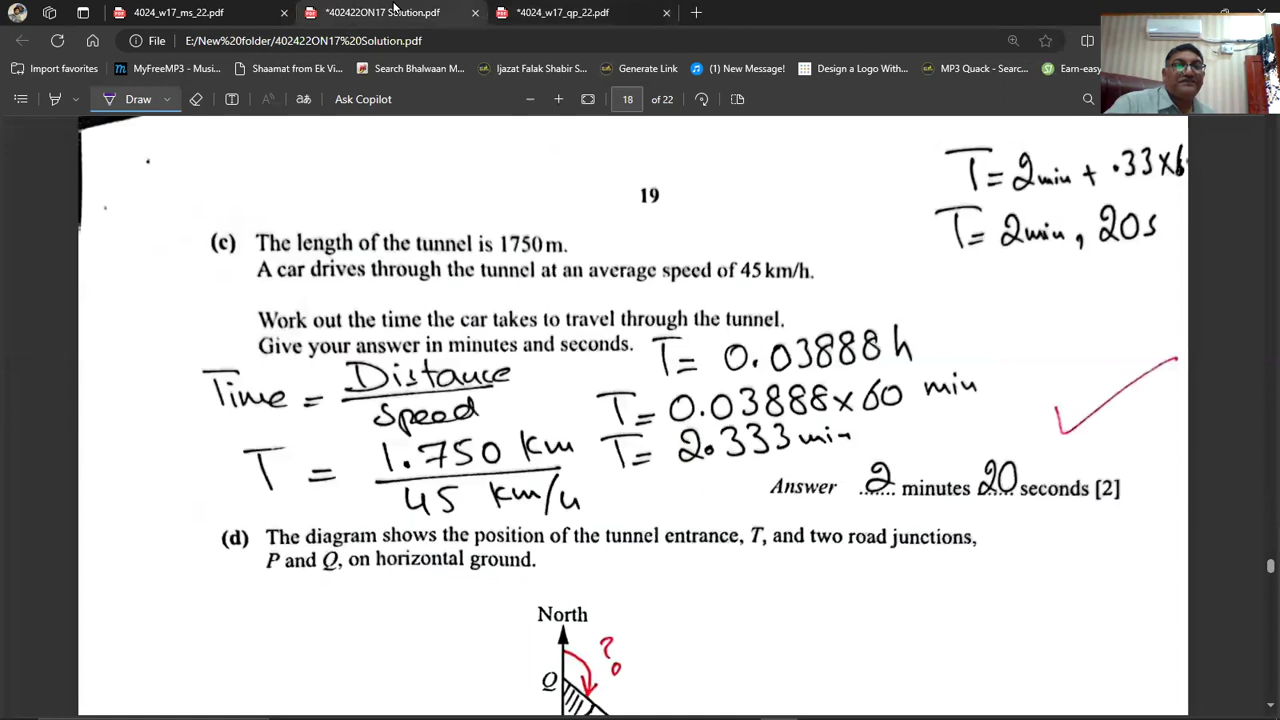 4024_w17_ms_22.pdf
*402422ON17 Solution.pdf
*4024_w17_qp_22.pdf
File E:/New%20folder/402422ON17%20Solution.pdf
Import favorites
MyFreeMP3 - Musi...
Shaamat from Ek Vi...
Search Bhalwaan M...
Ijazat Falak Shabir S...
Generate Link
(1) New Message!
Design a Logo With...
MP3 Quack - Searc...
Earn-easy
Draw
Ask Copilot
18 of 22
T = 2min + .33×
T = 2min, 20s
19
(c) The length of the tunnel is 1750 m.
A car drives through the tunnel at an average speed of 45 km/h.
Work out the time the car takes to travel through the tunnel.
Give your answer in minutes and seconds.
T = 0.03888 h
Time = Distance / speed
T = 0.03888 × 60 min
T = 2.333 min
T = 1.750 km / 45 km/h
Answer 2 minutes 20 seconds [2]
(d) The diagram shows the position of the tunnel entrance, T, and two road junctions,
P and Q, on horizontal ground.
North
?
Q